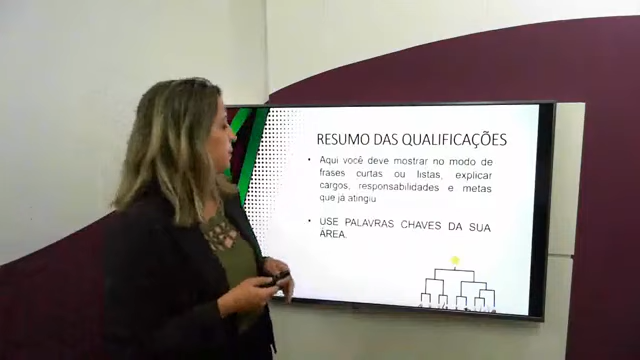 RESUMO DAS QUALIFICAÇÕES
• Aqui você deve mostrar no modo de
frases curtas ou listas, explicar
cargos, responsabilidades e metas
que já atingiu
• USE PALAVRAS CHAVES DA SUA
ÁREA.